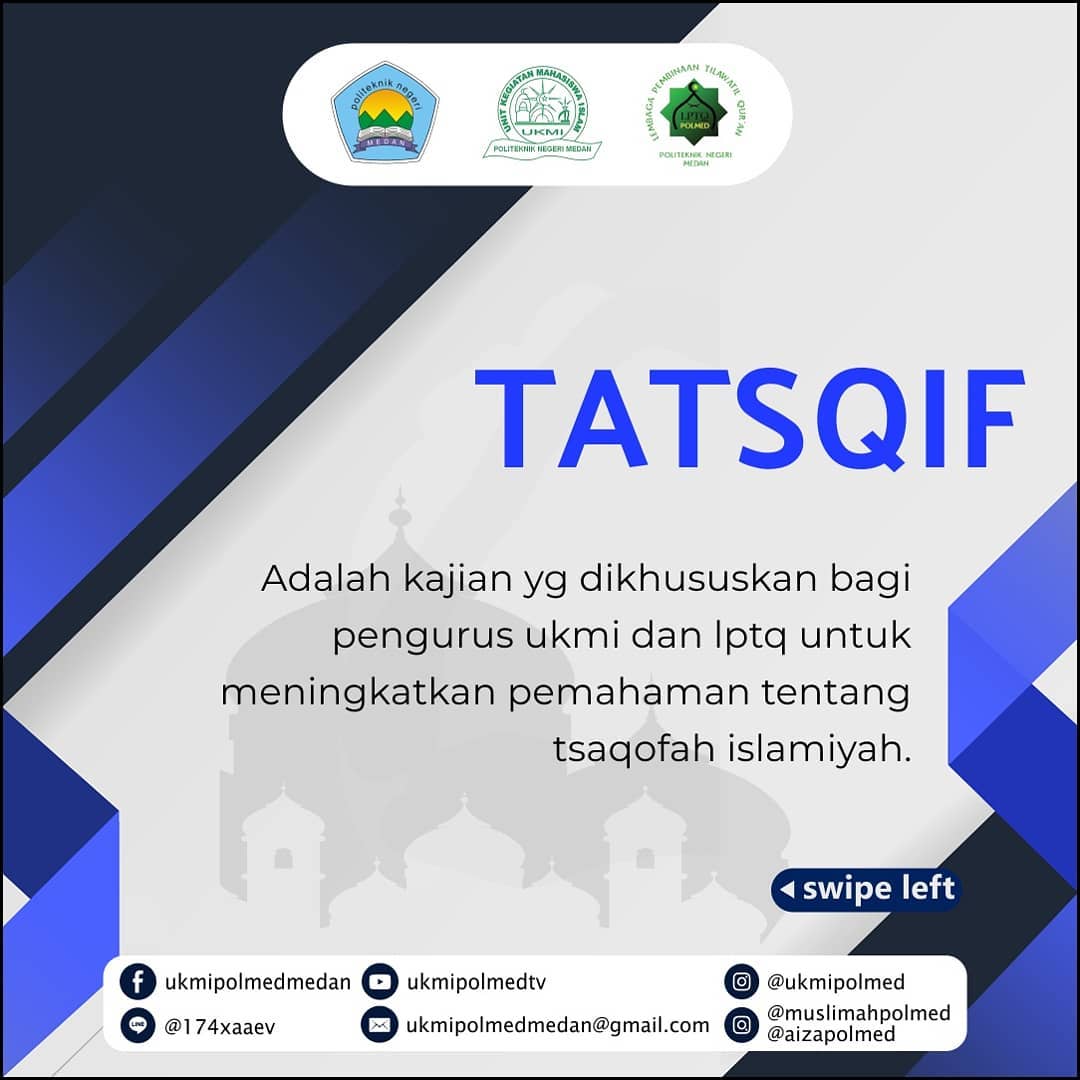 politeknik negeri
MEDAN
UNIT KEGIATAN MAHASISWA ISLAM
UKMI
POLITEKNIK NEGERI MEDAN
LEMBAGA PEMBINAAN TILAWATIL QUR'AN
LPTQ
POLMED
POLITEKNIK NEGERI
MEDAN
TATSQIF
Adalah kajian yg dikhususkan bagi
pengurus ukmi dan lptq untuk
meningkatkan pemahaman tentang
tsaqofah islamiyah.
swipe left
ukmipolmedmedan
ukmipolmedtv
@ukmipolmed
LINE
@174xaaev
ukmipolmedmedan@gmail.com
@muslimahpolmed
@aizapolmed